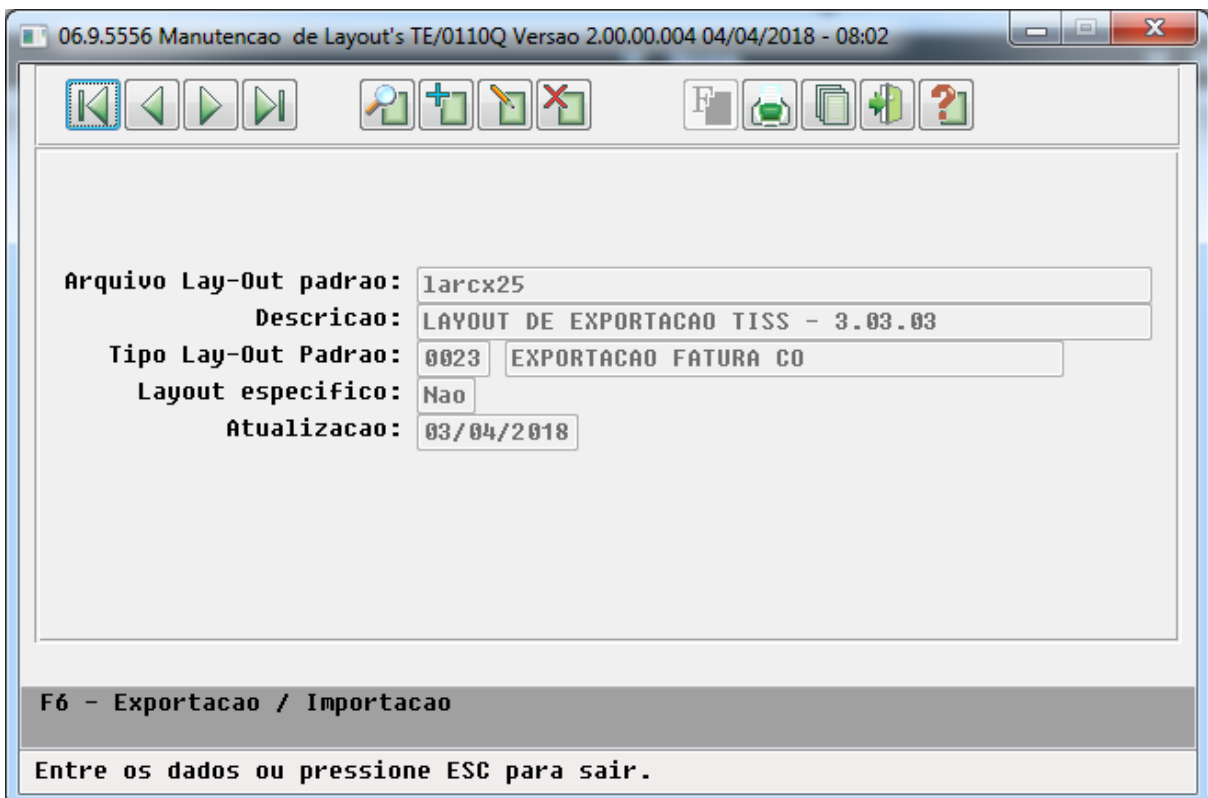 06.9.5556 Manutencao de Layout's TE/0110Q Versao 2.00.00.004 04/04/2018 - 08:02
F
Arquivo Lay-Out padrao: larcx25
Descricao: LAYOUT DE EXPORTACAO TISS - 3.03.03
Tipo Lay-Out Padrao: 0023 EXPORTACAO FATURA CO
Layout especifico: Nao
Atualizacao: 03/04/2018
F6 - Exportacao / Importacao
Entre os dados ou pressione ESC para sair.